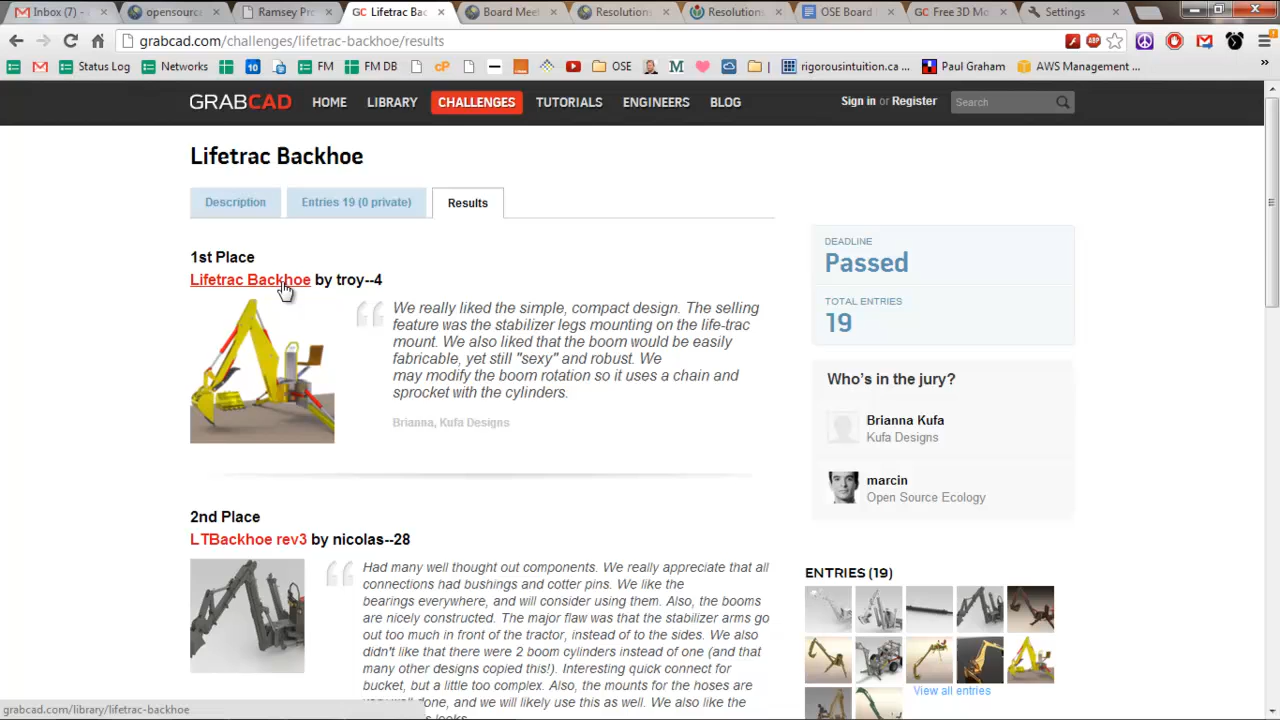 Inbox (7) -
opensource
Ramsey Pro
Lifetrac Bac
Board Mee
Resolutions
Resolutions
OSE Board
Free 3D Mo
Settings
grabcad.com/challenges/lifetrac-backhoe/results
Status Log Networks FM FM DB OSE rigorousintuition.ca ... Paul Graham AWS Management ...
GRABCAD HOME LIBRARY CHALLENGES TUTORIALS ENGINEERS BLOG Sign in or Register Search
Lifetrac Backhoe
Description Entries 19 (0 private) Results
1st Place
Lifetrac Backhoe by troy--4
We really liked the simple, compact design. The selling
feature was the stabilizer legs mounting on the life-trac
mount. We also liked that the boom would be easily
fabricable, yet still "sexy" and robust. We
may modify the boom rotation so it uses a chain and
sprocket with the cylinders.
Brianna, Kufa Designs
DEADLINE
Passed
TOTAL ENTRIES
19
Who's in the jury?
Brianna Kufa
Kufa Designs
marcin
Open Source Ecology
2nd Place
LTBackhoe rev3 by nicolas--28
Had many well thought out components. We really appreciate that all
connections had bushings and cotter pins. We like the
bearings everywhere, and will consider using them. Also, the booms
are nicely constructed. The major flaw was that the stabilizer arms go
out too much in front of the tractor, instead of to the sides. We also
didn't like that there were 2 boom cylinders instead of one (and that
many other designs copied this!). Interesting quick connect for
bucket, but a little too complex. Also, the mounts for the hoses are
very well done, and we will likely use this as well. We also like the
ENTRIES (19)
View all entries
grabcad.com/library/lifetrac-backhoe